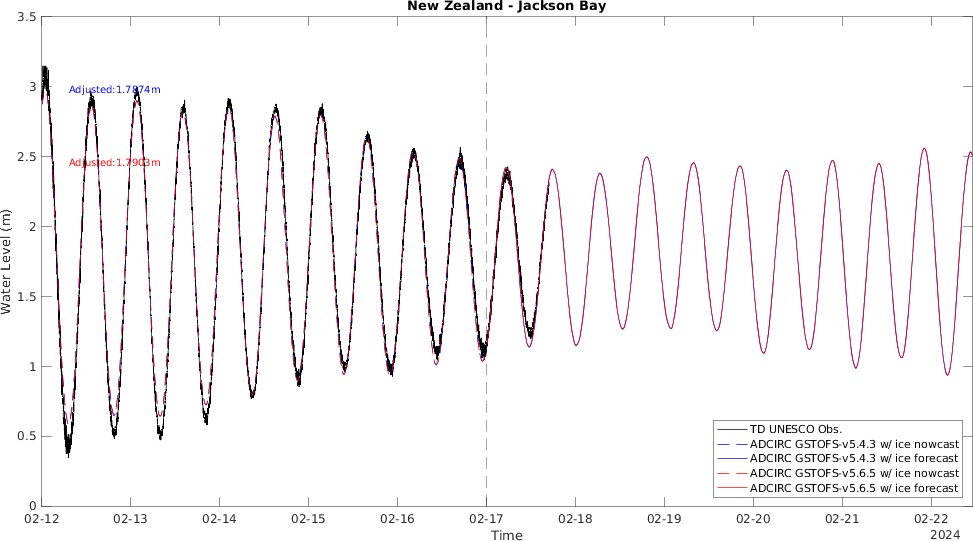 New Zealand - Jackson Bay
3.5
3
2.5
2
1.5
1
0.5
0
Water Level (m)
Adjusted:1.7874m
Adjusted:1.7903m
TD UNESCO Obs.
ADCIRC GSTOFS-v5.4.3 w/ ice nowcast
ADCIRC GSTOFS-v5.4.3 w/ ice forecast
ADCIRC GSTOFS-v5.6.5 w/ ice nowcast
ADCIRC GSTOFS-v5.6.5 w/ ice forecast
02-12 02-13 02-14 02-15 02-16 02-17 02-18 02-19 02-20 02-21 02-22
Time
2024